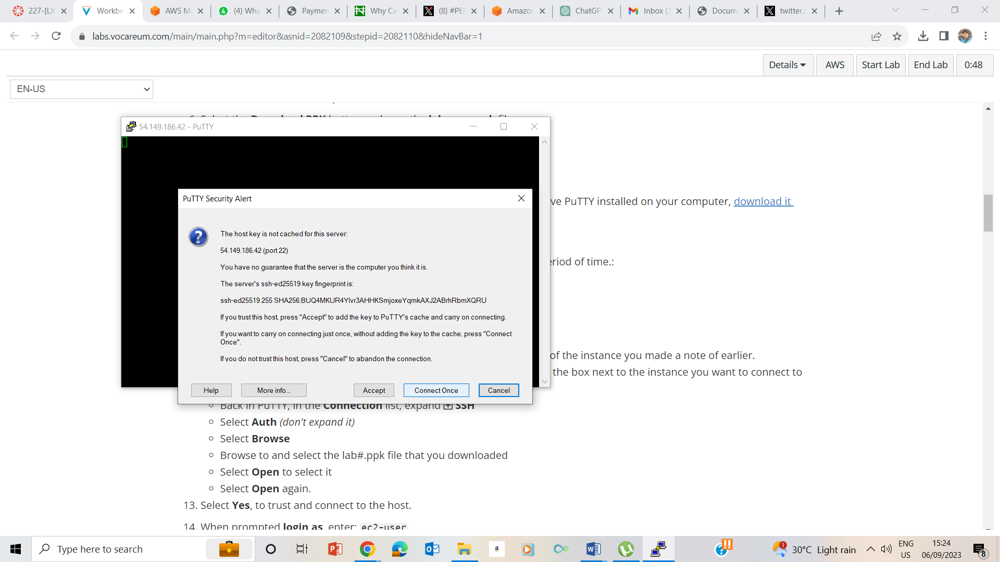 227-[LX
Workbe
AWS M
(4) Wha
Paymen
Why Ca
(8) #PEP
Amazon
ChatGP
Inbox (1
Docum
twitter.c
labs.vocareum.com/main/main.php?m=editor&asnid=2082109&stepid=2082110&hideNavBar=1
Details
AWS
Start Lab
End Lab
0:48
EN-US
54.149.186.42 - PuTTY
PuTTY Security Alert
ve PuTTY installed on your computer, download it
The host key is not cached for this server:
54.149.186.42 (port 22)
eriod of time.:
You have no guarantee that the server is the computer you think it is.
The server's ssh-ed25519 key fingerprint is:
ssh-ed25519 255 SHA256:BUQ4MKUR4Ylvr3AHHKSmjoxeYqmkAXJ2ABrhRbmXQRU
If you trust this host, press "Accept" to add the key to PuTTY's cache and carry on connecting.
If you want to carry on connecting just once, without adding the key to the cache, press "Connect
Once".
If you do not trust this host, press "Cancel" to abandon the connection.
of the instance you made a note of earlier.
the box next to the instance you want to connect to
Help
More info...
Accept
Connect Once
Cancel
Back in PuTTY, in the Connection list, expand SSH
Select Auth (don't expand it)
Select Browse
Browse to and select the lab#.ppk file that you downloaded
Select Open to select it
Select Open again.
13. Select Yes, to trust and connect to the host.
14. When prompted login as, enter: ec2-user
Type here to search
30°C Light rain
ENG
US
15:24
06/09/2023
8